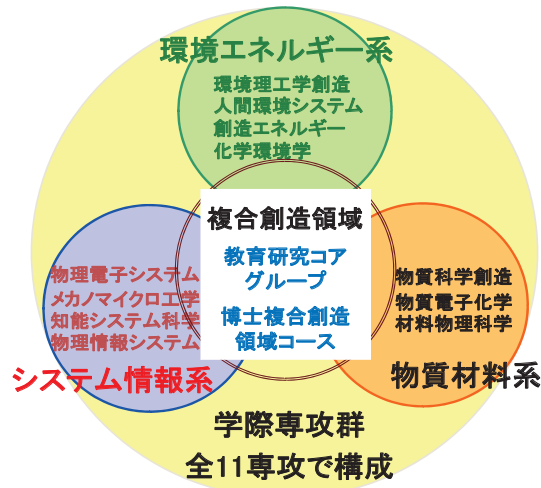 環境エネルギー系
環境理工学創造
人間環境システム
創造エネルギー
化学環境学
複合創造領域
教育研究コア
グループ
博士複合創造
領域コース
物理電子システム
メカノマイクロ工学
知能システム科学
物理情報システム
システム情報系
物質科学創造
物質電子化学
材料物理科学
物質材料系
学際専攻群
全11専攻で構成